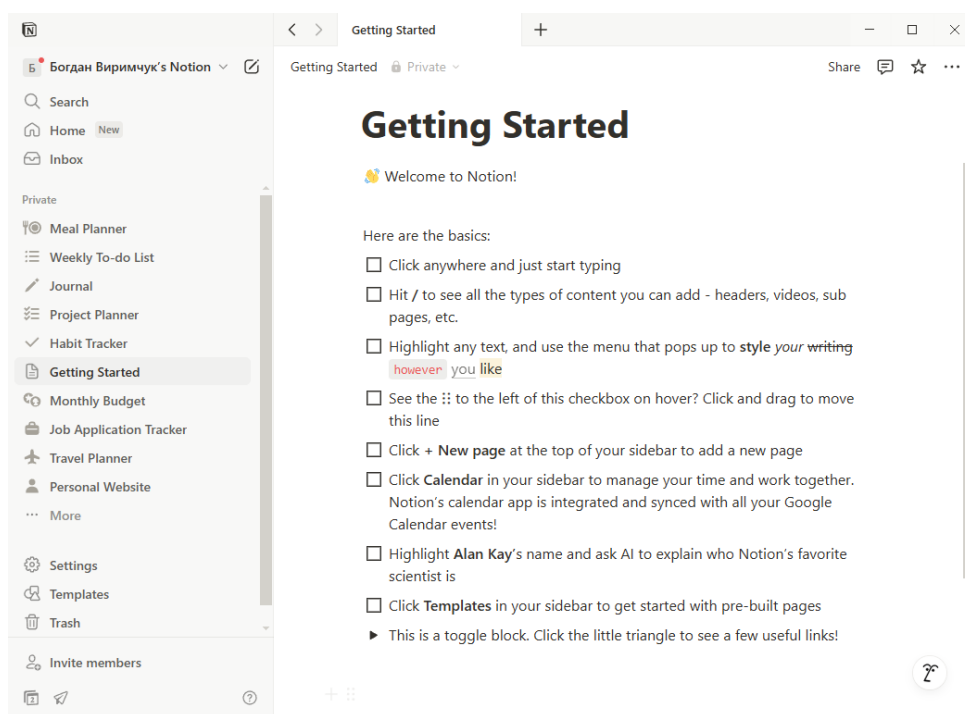 Getting Started
Б Богдан Виримчук’s Notion
Search
Home New
Inbox
Private
Meal Planner
Weekly To-do List
Journal
Project Planner
Habit Tracker
Getting Started
Monthly Budget
Job Application Tracker
Travel Planner
Personal Website
More
Settings
Templates
Trash
Invite members
Getting Started Private
Share
Getting Started
👋 Welcome to Notion!
Here are the basics:
Click anywhere and just start typing
Hit / to see all the types of content you can add - headers, videos, sub
pages, etc.
Highlight any text, and use the menu that pops up to style your writing
however you like
See the ⋮⋮ to the left of this checkbox on hover? Click and drag to move
this line
Click + New page at the top of your sidebar to add a new page
Click Calendar in your sidebar to manage your time and work together.
Notion’s calendar app is integrated and synced with all your Google
Calendar events!
Highlight Alan Kay’s name and ask AI to explain who Notion’s favorite
scientist is
Click Templates in your sidebar to get started with pre-built pages
This is a toggle block. Click the little triangle to see a few useful links!